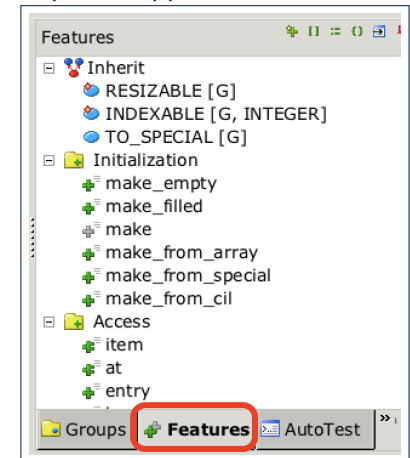 Features
Inherit
RESIZABLE [G]
INDEXABLE [G, INTEGER]
TO_SPECIAL [G]
Initialization
make_empty
make_filled
make
make_from_array
make_from_special
make_from_cil
Access
item
at
entry
Groups Features AutoTest